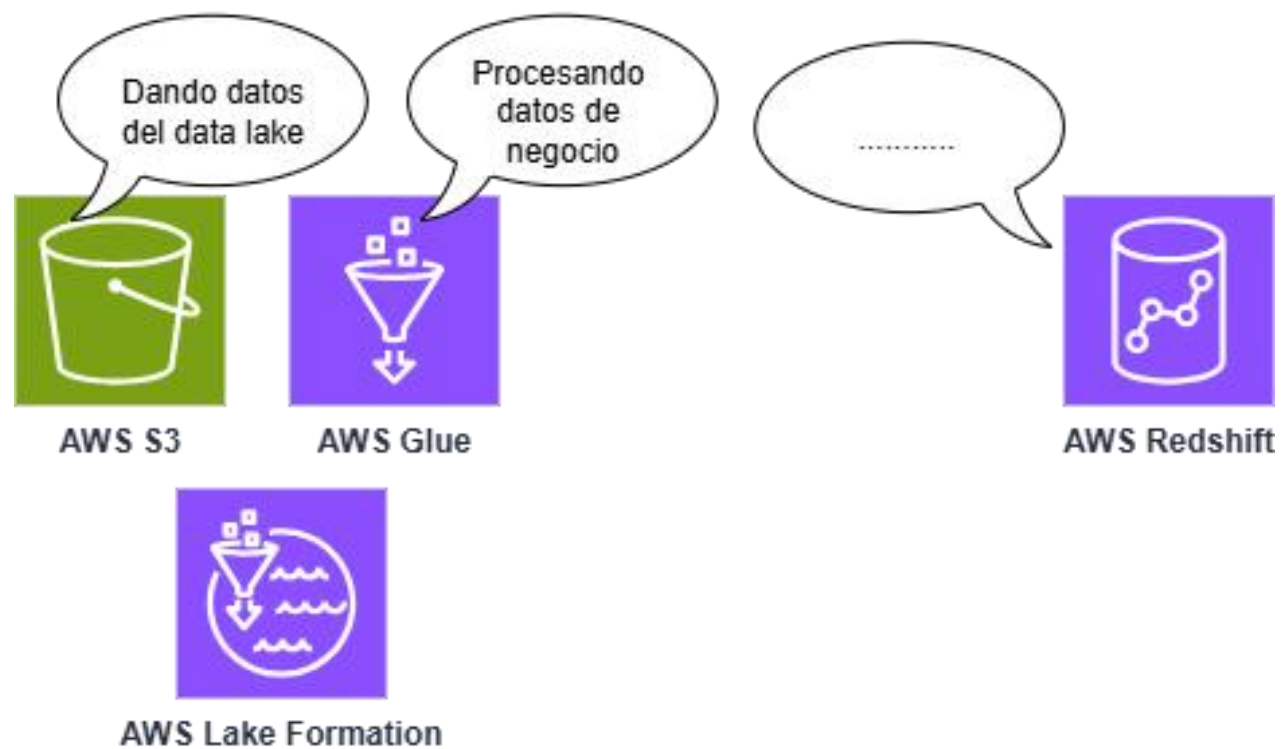 Dando datos
del data lake
Procesando
datos de
negocio
...........
AWS S3
AWS Glue
AWS Redshift
AWS Lake Formation